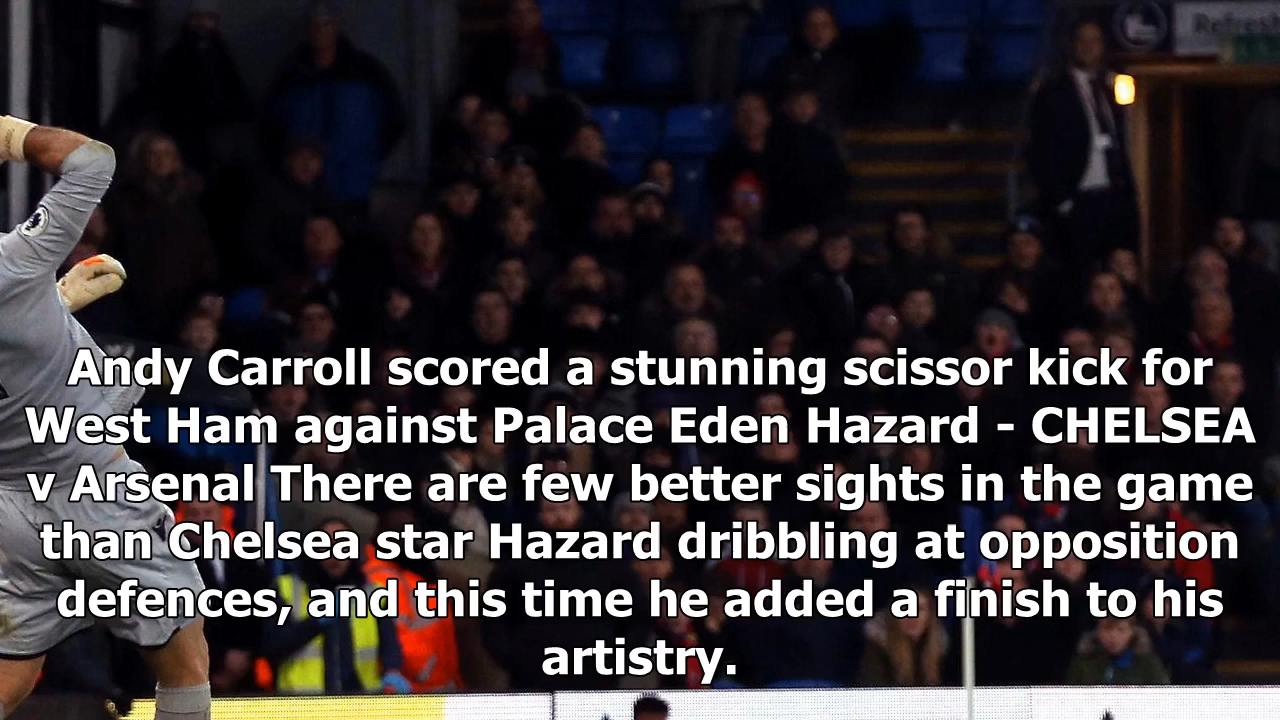 Refresh
Andy Carroll scored a stunning scissor kick for
West Ham against Palace Eden Hazard - CHELSEA
v Arsenal There are few better sights in the game
than Chelsea star Hazard dribbling at opposition
defences, and this time he added a finish to his
artistry.